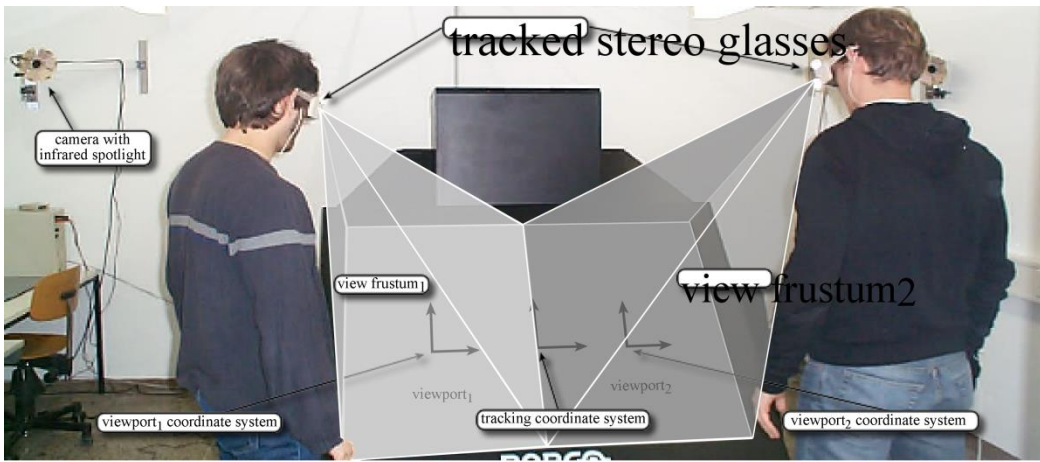 tracked stereo glasses
camera with
infrared spotlight
view frustum1
view frustum2
viewport1
viewport2
viewport1 coordinate system
tracking coordinate system
viewport2 coordinate system